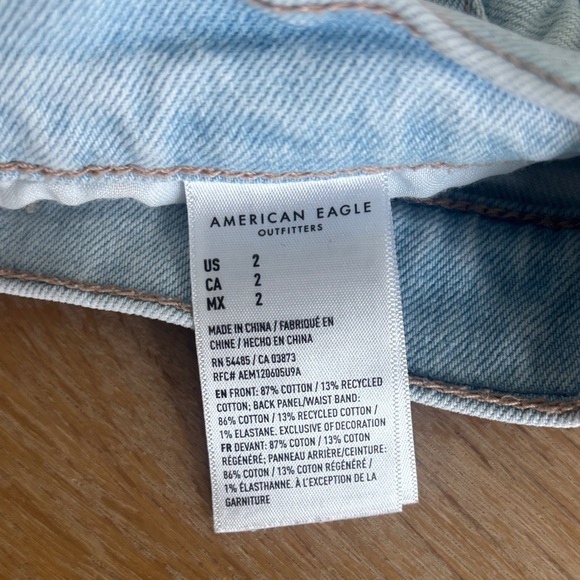 AMERICAN EAGLE
OUTFITTERS
US 2
CA 2
MX 2
MADE IN CHINA / FABRIQUÉ EN
CHINE / HECHO EN CHINA
RN 54485 / CA 03873
RFC# AEM120605U9A
EN FRONT: 87% COTTON / 13% RECYCLED
COTTON; BACK PANEL/WAIST BAND:
86% COTTON / 13% RECYCLED COTTON /
1% ELASTANE. EXCLUSIVE OF DECORATION
FR DEVANT: 87% COTON / 13% COTON
RÉGÉNÉRÉ; PANNEAU ARRIÈRE/CEINTURE:
86% COTON / 13% COTON RÉGÉNÉRÉ /
1% ÉLASTHANNE. À L'EXCEPTION DE LA
GARNITURE